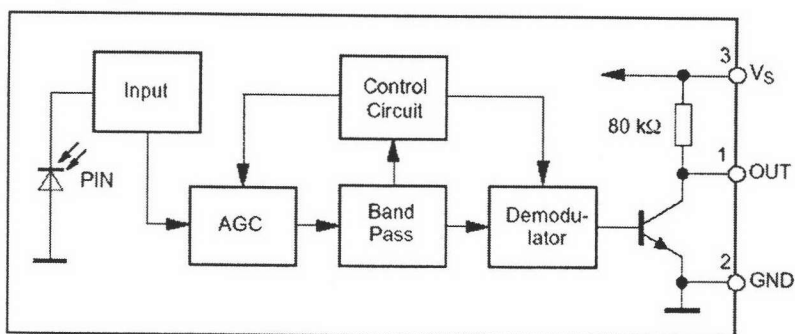 Input
PIN
AGC
Control
Circuit
Band
Pass
Demodu-
lator
80 kΩ
3
VS
1
OUT
2
GND